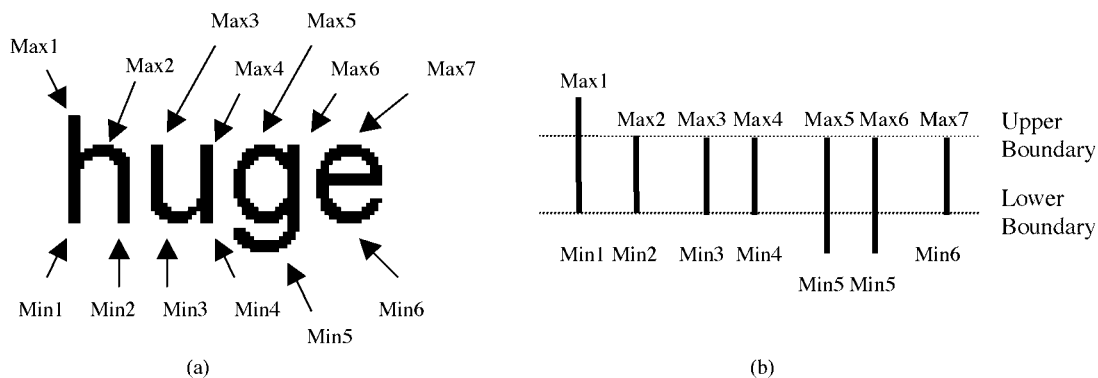 Max3
Max5
Max1
Max2
Max4
Max6
Max7
huge
Min1
Min2
Min3
Min4
Min5
Min6
(a)
Max1
Max2
Max3
Max4
Max5
Max6
Max7
Upper
Boundary
Lower
Boundary
Min1
Min2
Min3
Min4
Min5
Min5
Min6
(b)